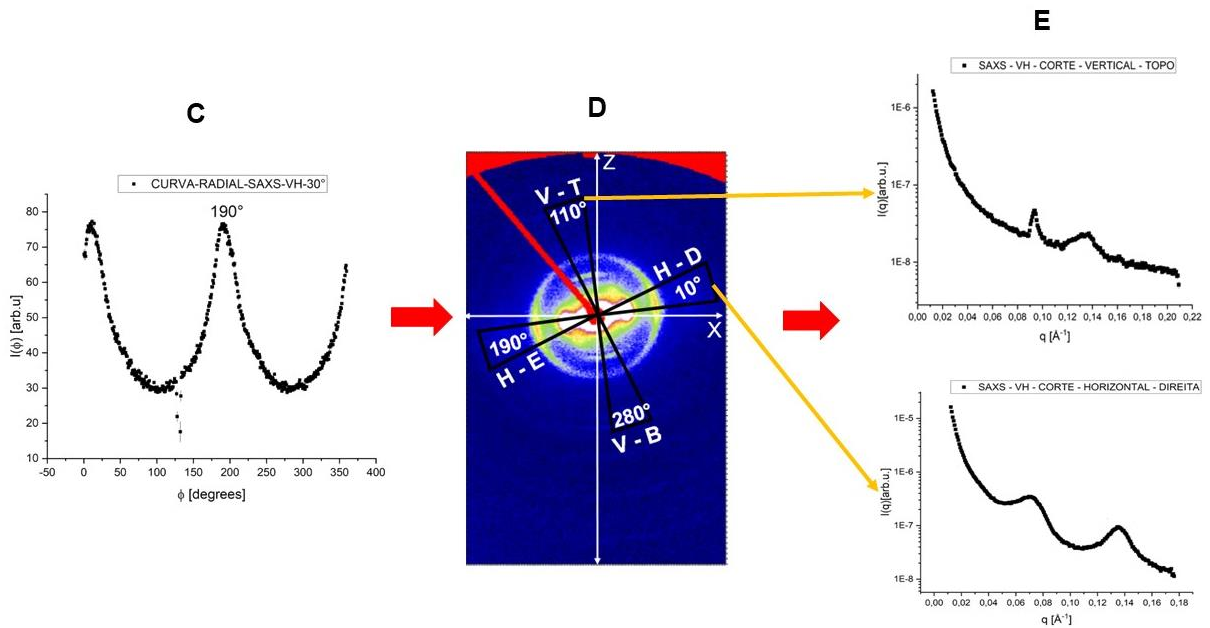 C
CURVA-RADIAL-SAXS-VH-30°
190°
80
70
60
50
40
30
20
10
I(ϕ) [arb.u]
-50
0
50
100
150
200
250
300
350
400
ϕ [degrees]
D
Z
V - T
110°
H - D
10°
X
190°
H - E
280°
V - B
E
SAXS - VH - CORTE - VERTICAL - TOPO
1E-6
1E-7
1E-8
I(q)[arb.u.]
0,00
0,02
0,04
0,06
0,08
0,10
0,12
0,14
0,16
0,18
0,20
0,22
q [Å⁻¹]
SAXS - VH - CORTE - HORIZONTAL - DIREITA
1E-5
1E-6
1E-7
1E-8
I(q)[arb.u.]
0,00
0,02
0,04
0,06
0,08
0,10
0,12
0,14
0,16
0,18
q [Å⁻¹]